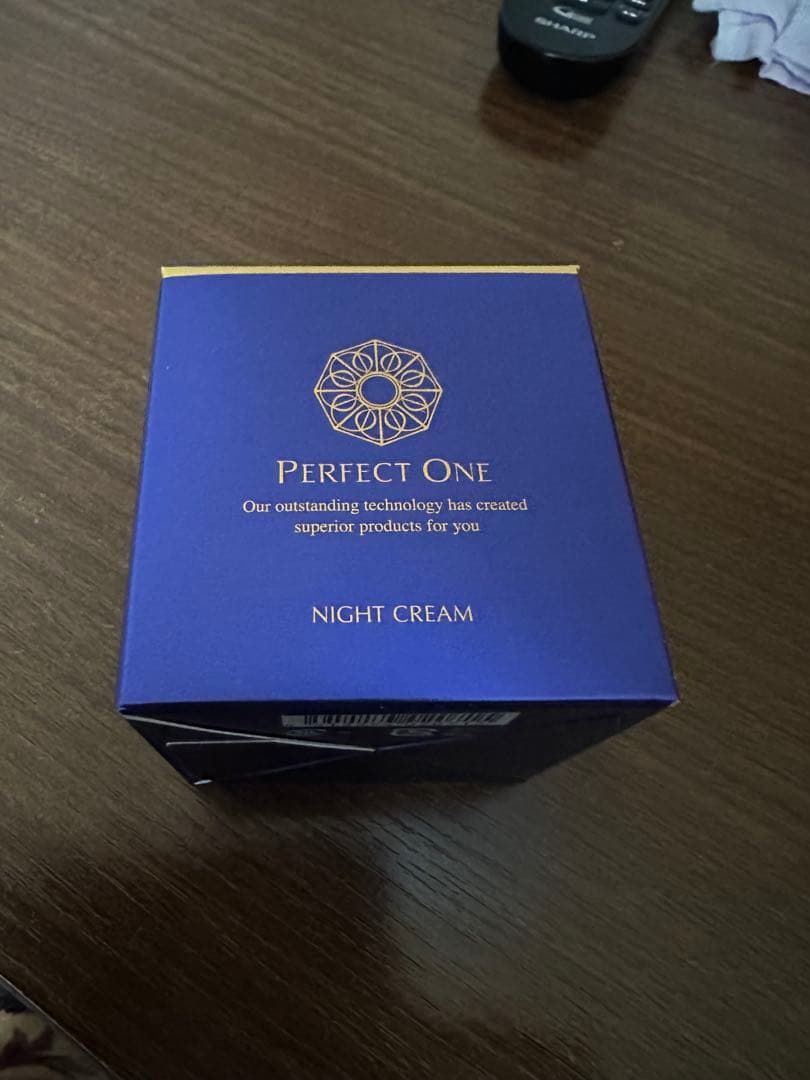 SHARP
PERFECT ONE
Our outstanding technology has created
superior products for you
NIGHT CREAM